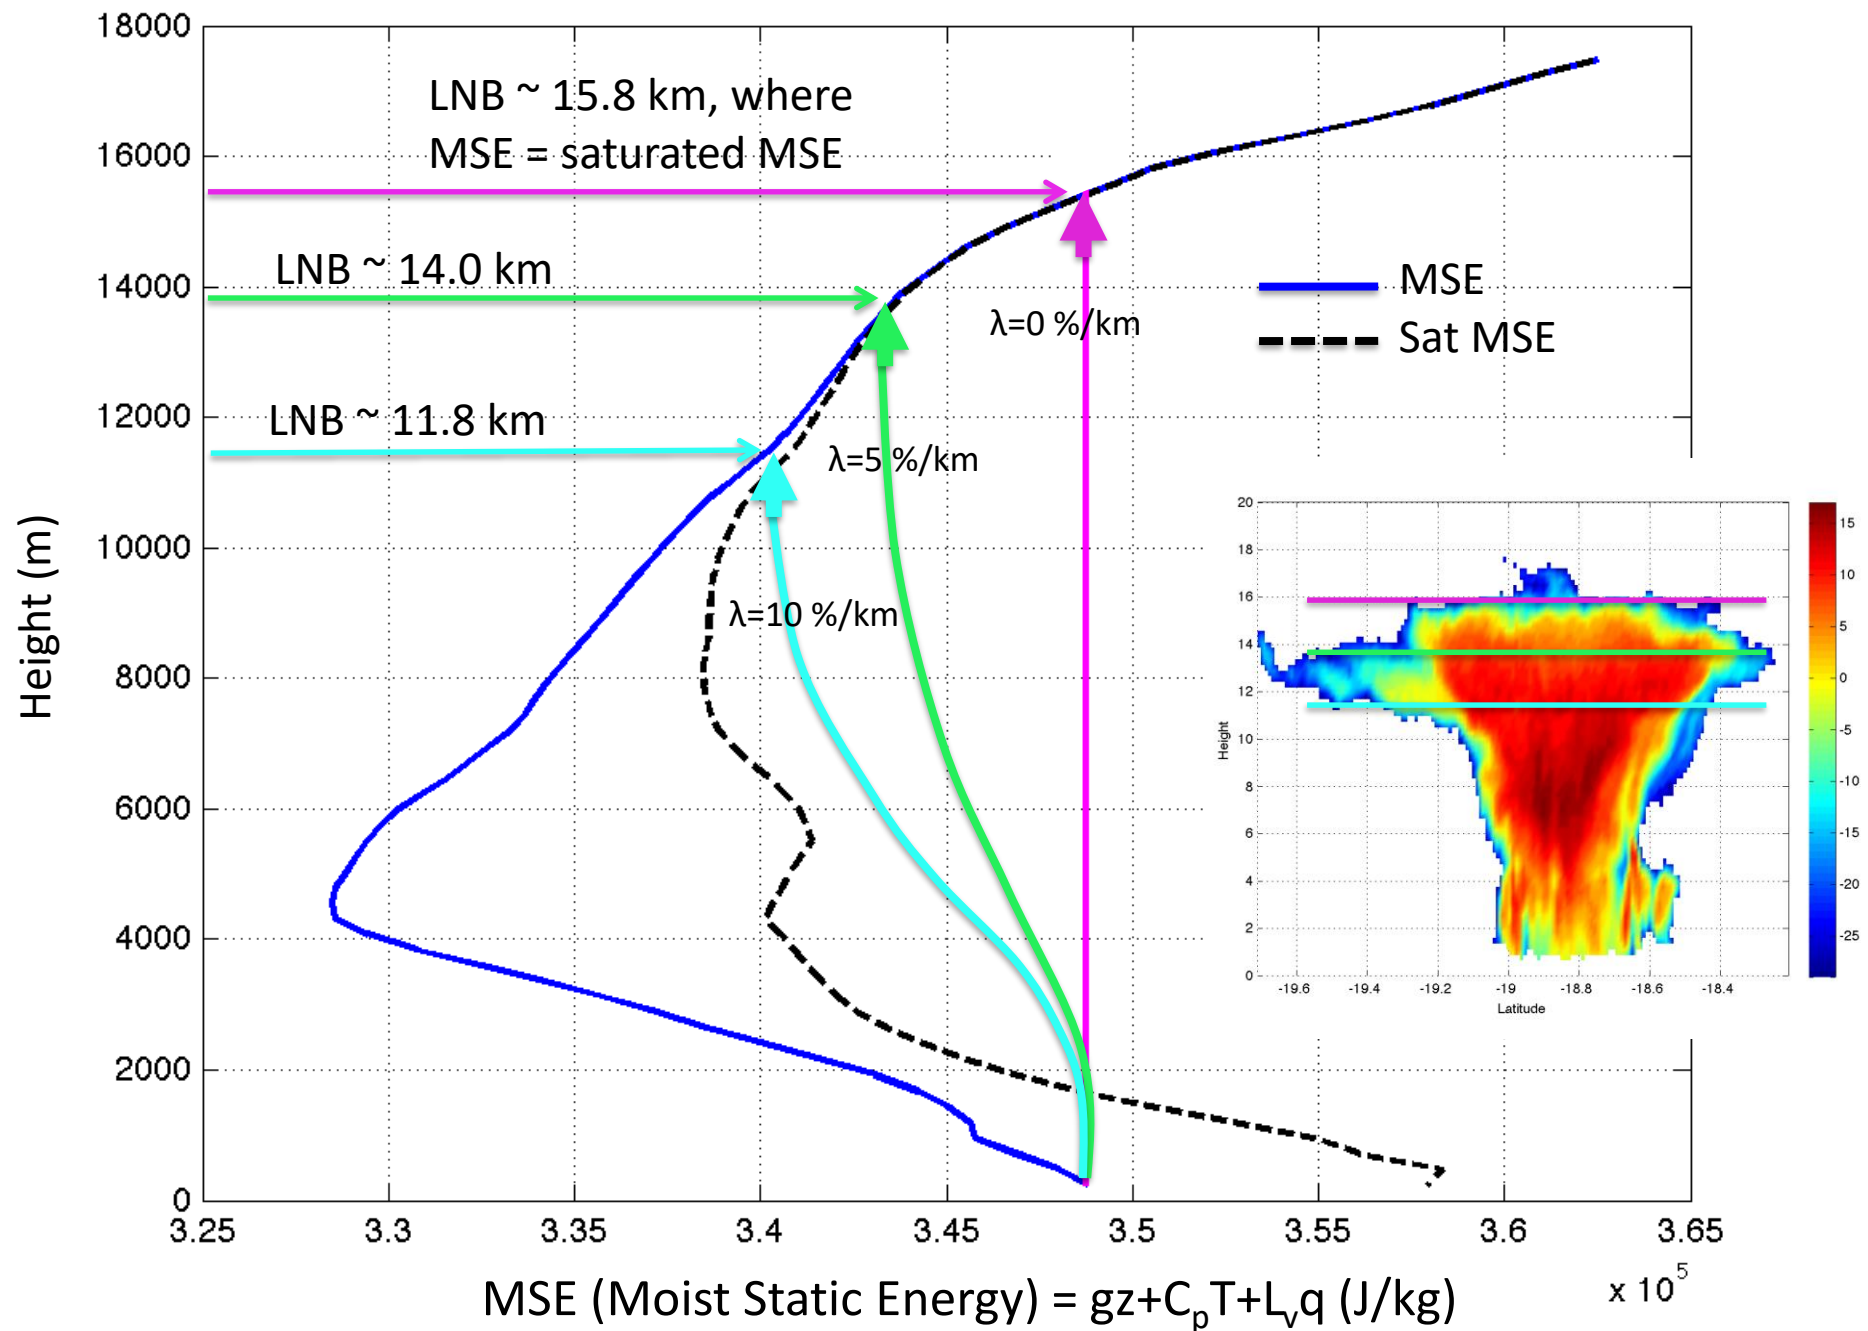 18000
16000
14000
12000
10000
8000
6000
4000
2000
0
Height (m)
LNB ~ 15.8 km, where
MSE = saturated MSE
LNB ~ 14.0 km
LNB ~ 11.8 km
λ=0 %/km
λ=5 %/km
λ=10 %/km
MSE
Sat MSE
20
18
16
14
12
10
8
6
4
2
0
Height
-19.6 -19.4 -19.2 -19 -18.8 -18.6 -18.4
Latitude
15
10
5
0
-5
-10
-15
-20
-25
3.25 3.3 3.35 3.4 3.45 3.5 3.55 3.6 3.65
x 10⁵
MSE (Moist Static Energy) = gz+CₚT+Lᵥq (J/kg)